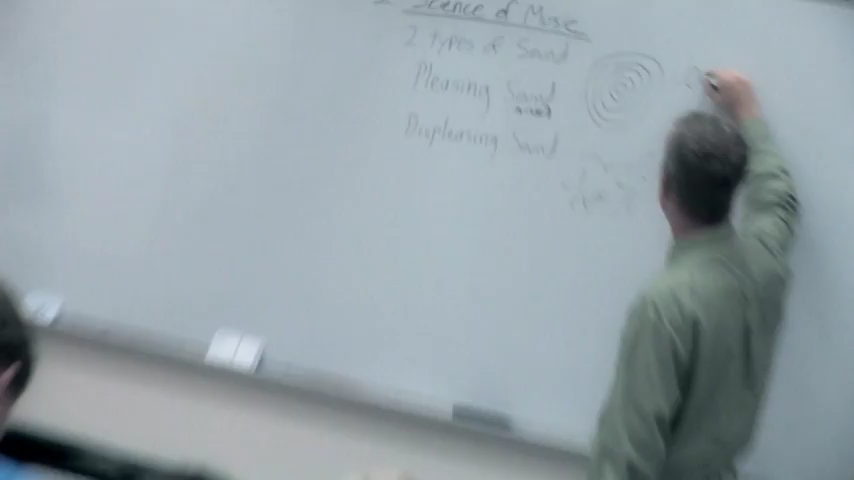 Science of Music
2 types of Sound
Pleasing Sound
Displeasing Sound